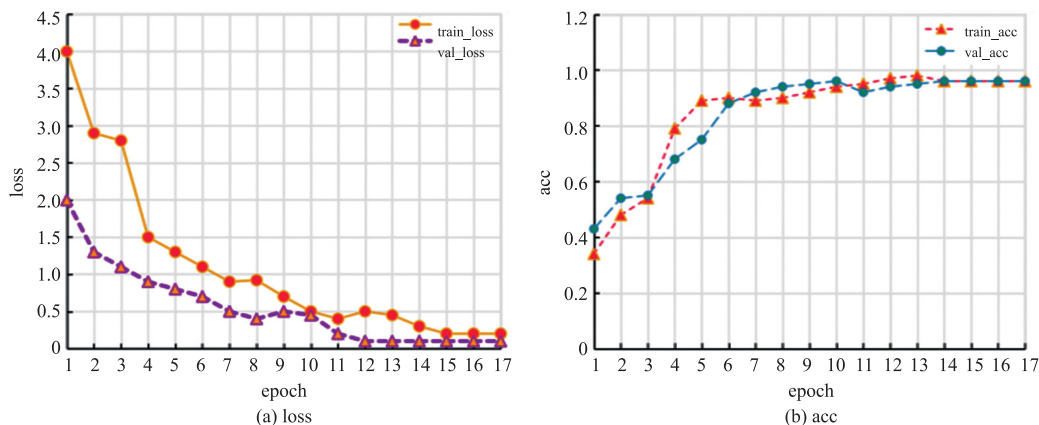 4.5
4.0
3.5
3.0
2.5
2.0
1.5
1.0
0.5
0
loss
train_loss
val_loss
1 2 3 4 5 6 7 8 9 10 11 12 13 14 15 16 17
epoch
(a) loss
1.2
1.0
0.8
0.6
0.4
0.2
0
acc
train_acc
val_acc
1 2 3 4 5 6 7 8 9 10 11 12 13 14 15 16 17
epoch
(b) acc